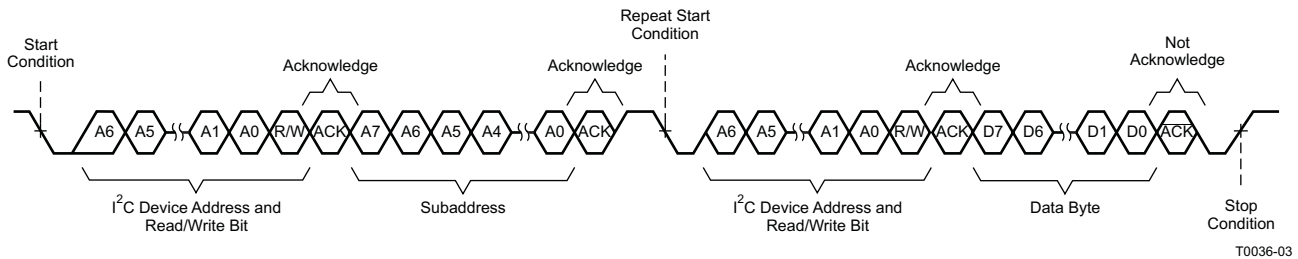 Start
Condition
Acknowledge
Acknowledge
Repeat Start
Condition
Acknowledge
Not
Acknowledge
A6 A5 A1 A0 R/W ACK A7 A6 A5 A4 A0 ACK A6 A5 A1 A0 R/W ACK D7 D6 D1 D0 ACK
I²C Device Address and
Read/Write Bit
Subaddress
I²C Device Address and
Read/Write Bit
Data Byte
Stop
Condition
T0036-03